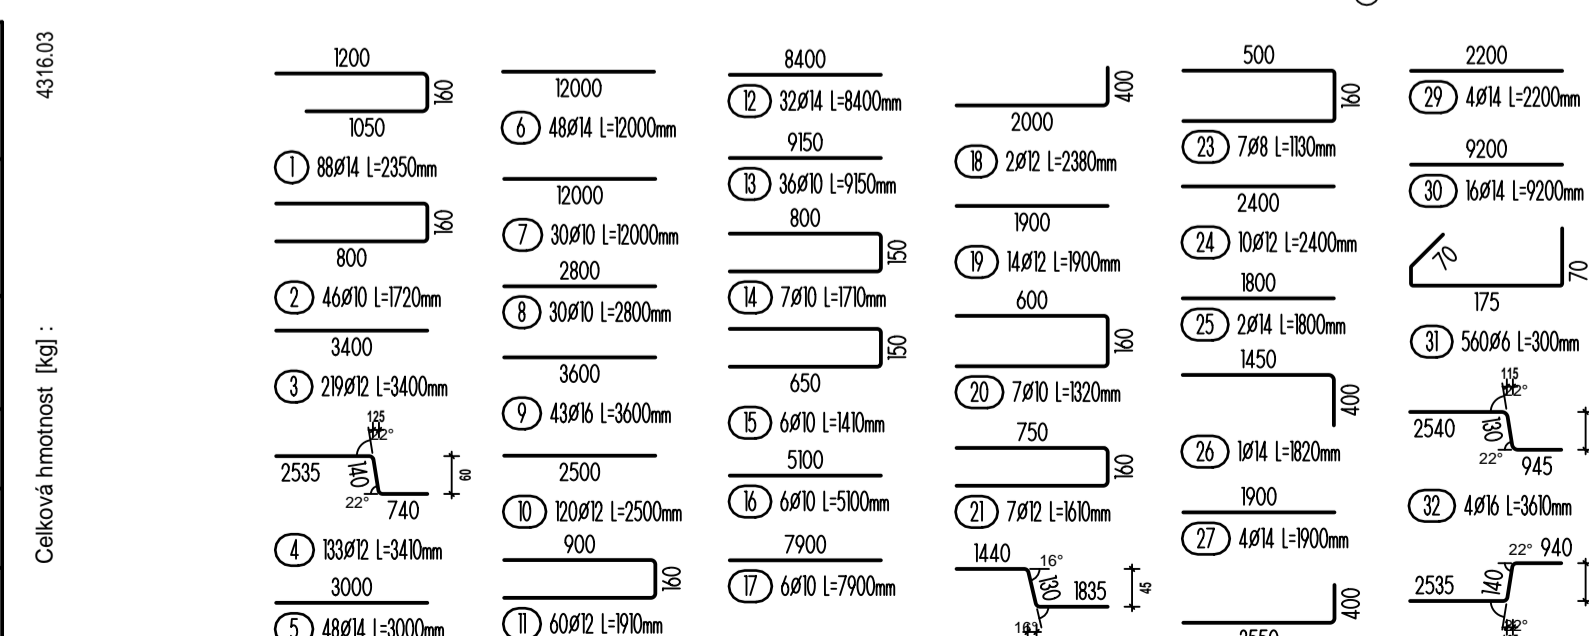 Celková hmotnost [kg] : 4316.03
1200
160
1050
1 88Ø14 L=2350mm
160
800
2 46Ø10 L=1720mm
3400
3 219Ø12 L=3400mm
125
22°
2535
140
60
22°
740
4 133Ø12 L=3410mm
3000
5 48Ø14 L=3000mm
12000
6 48Ø14 L=12000mm
12000
7 30Ø10 L=12000mm
2800
8 30Ø10 L=2800mm
3600
9 43Ø16 L=3600mm
2500
10 120Ø12 L=2500mm
900
160
11 60Ø12 L=1910mm
8400
12 32Ø14 L=8400mm
9150
13 36Ø10 L=9150mm
800
150
14 7Ø10 L=1710mm
150
650
15 6Ø10 L=1410mm
5100
16 6Ø10 L=5100mm
7900
17 6Ø10 L=7900mm
400
2000
18 2Ø12 L=2380mm
1900
19 14Ø12 L=1900mm
600
160
20 7Ø10 L=1320mm
750
160
21 7Ø12 L=1610mm
1440
16°
130
1835
45
16°
500
160
23 7Ø8 L=1130mm
2400
24 10Ø12 L=2400mm
1800
25 2Ø14 L=1800mm
1450
400
26 1Ø14 L=1820mm
1900
27 4Ø14 L=1900mm
400
2550
2200
29 4Ø14 L=2200mm
9200
30 16Ø14 L=9200mm
70
70
175
31 560Ø6 L=300mm
115
22°
2540
130
22°
945
32 4Ø16 L=3610mm
22°
940
2535
140
22°